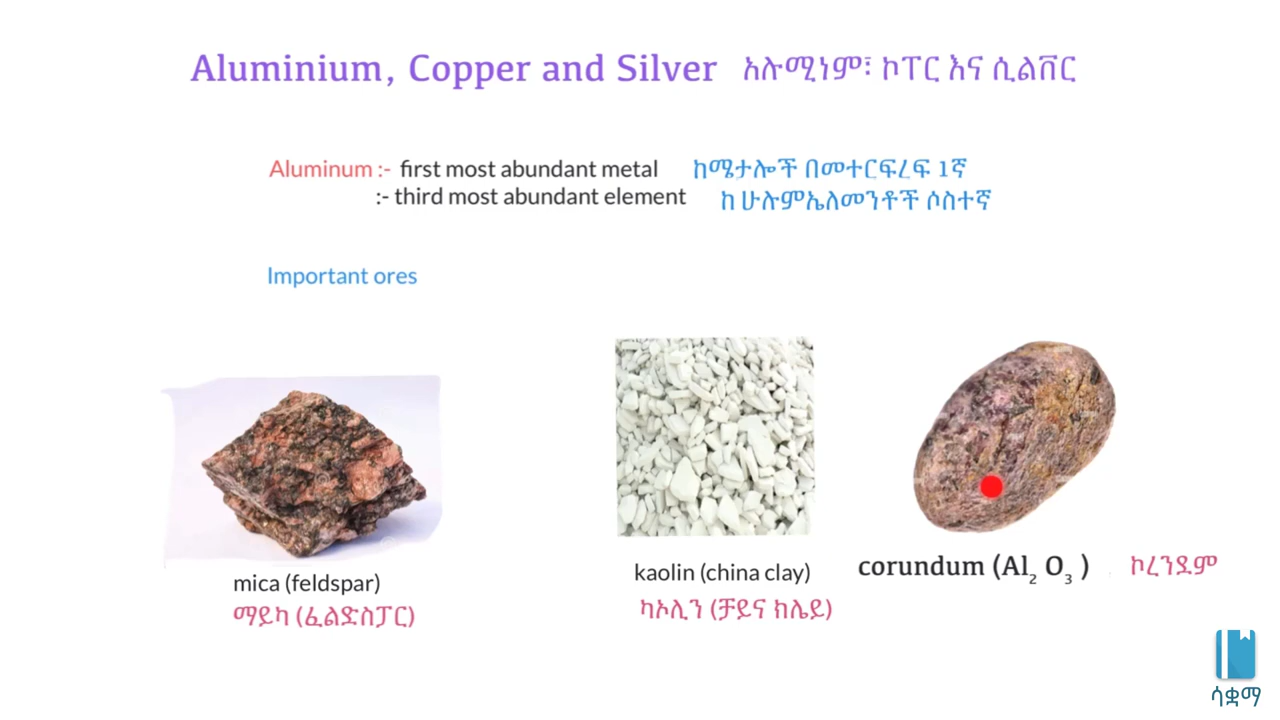 Aluminium, Copper and Silver አሉሚነም፣ ኮፐር እና ሲልቨር
Aluminum :- first most abundant metal ከሜታሎች በመተርፍረፍ 1ኛ
:- third most abundant element ከ ሁሉምኤለመንቶች ሶስተኛ
Important ores
mica (feldspar)
ማይካ (ፈልድስፓር)
kaolin (china clay)
ካኦሊን (ቻይና ክሌይ)
corundum (Al₂ O₃ ) ኮረንደም
ሳቋማ